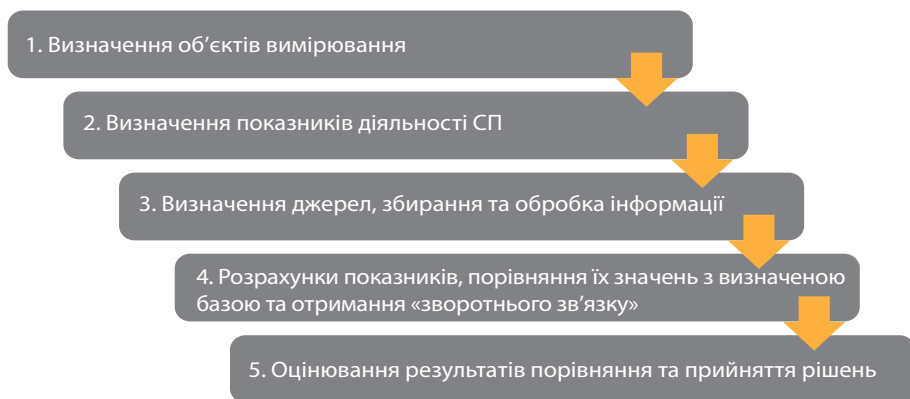 1. Визначення об’єктів вимірювання
2. Визначення показників діяльності СП
3. Визначення джерел, збирання та обробка інформації
4. Розрахунки показників, порівняння їх значень з визначеною
базою та отримання «зворотнього зв’язку»
5. Оцінювання результатів порівняння та прийняття рішень